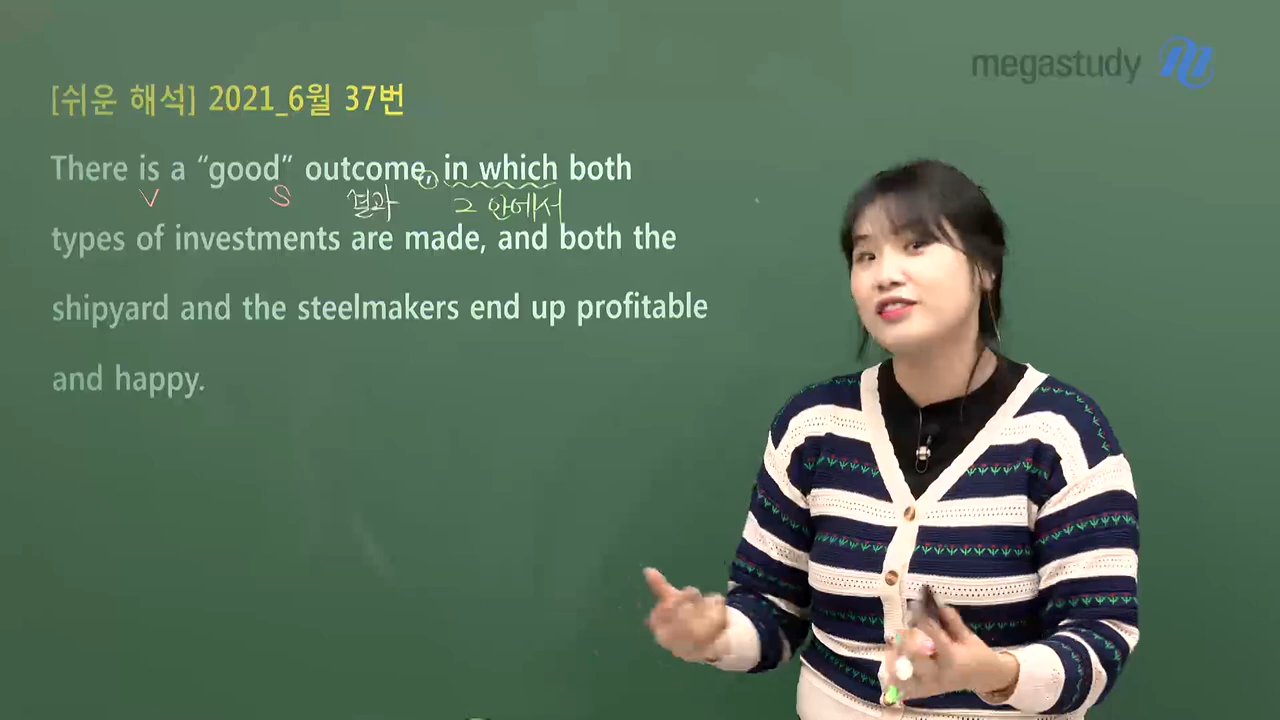 megastudy
[쉬운 해석] 2021_6월 37번
There is a “good” outcome, in which both
V S 결과 그 안에서
types of investments are made, and both the
shipyard and the steelmakers end up profitable
and happy.